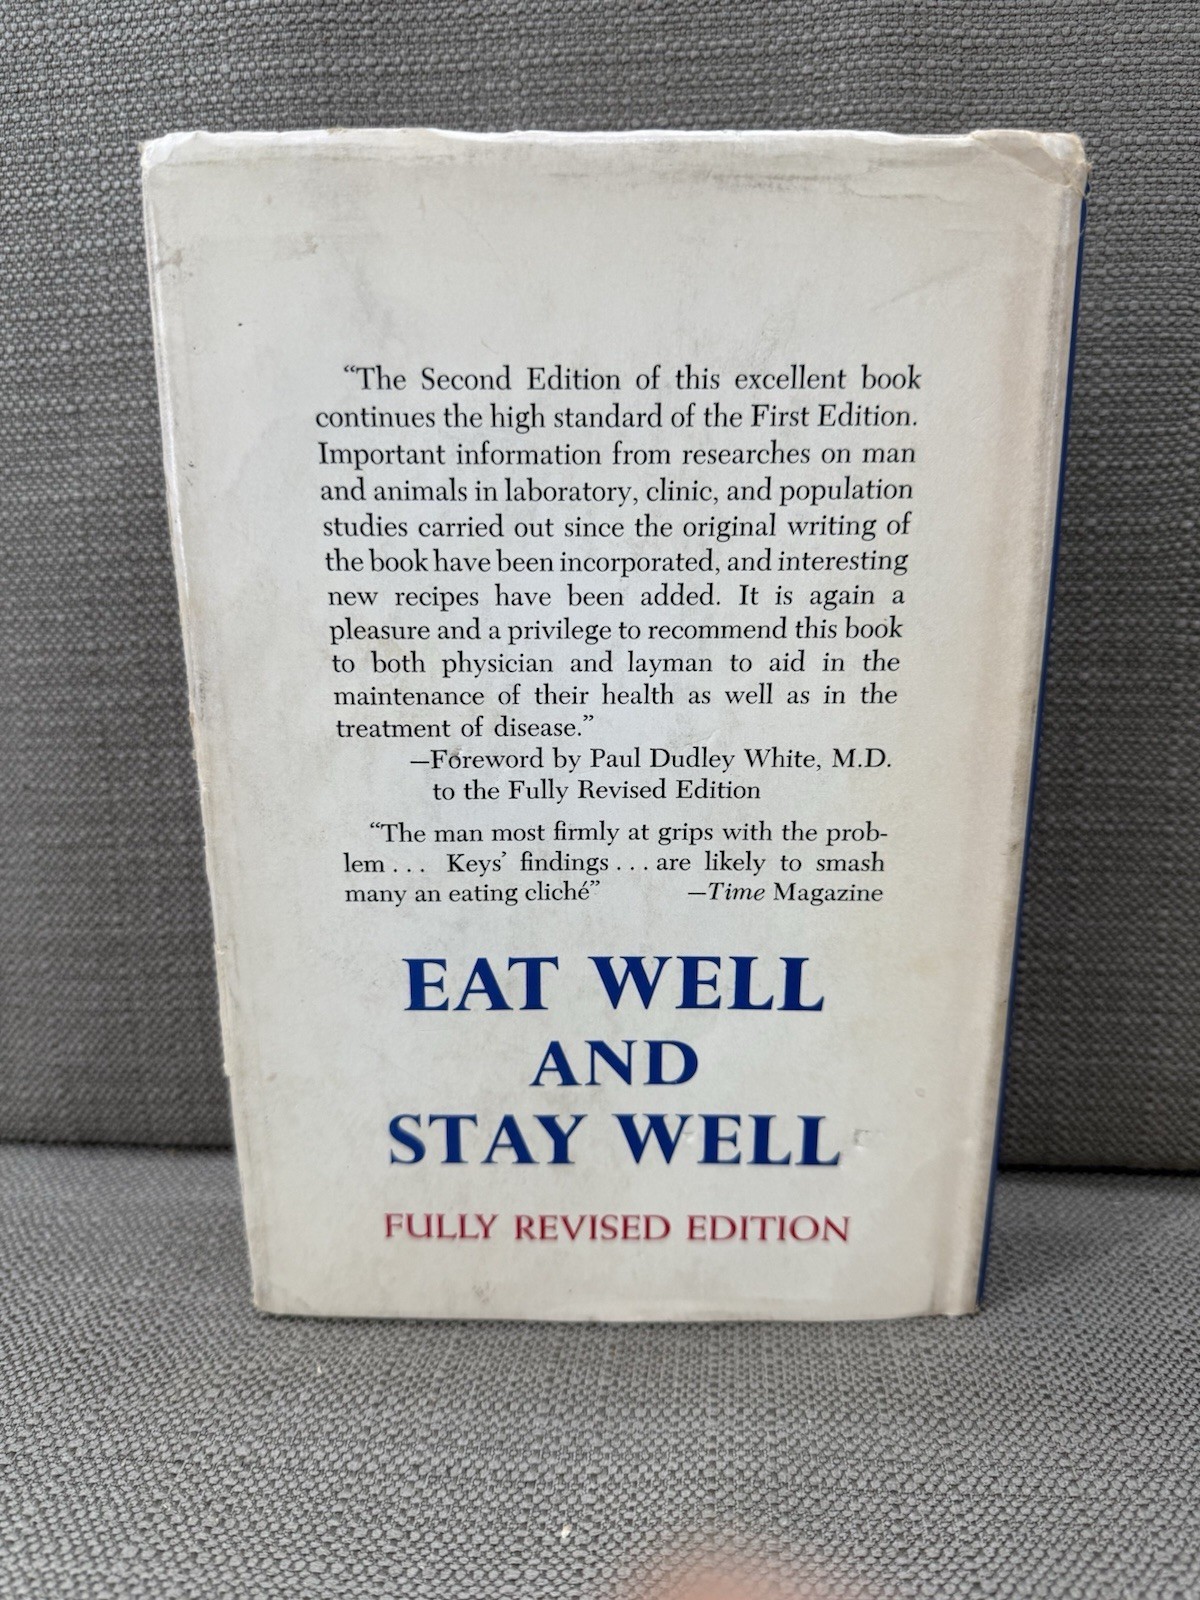 “The Second Edition of this excellent book
continues the high standard of the First Edition.
Important information from researches on man
and animals in laboratory, clinic, and population
studies carried out since the original writing of
the book have been incorporated, and interesting
new recipes have been added. It is again a
pleasure and a privilege to recommend this book
to both physician and layman to aid in the
maintenance of their health as well as in the
treatment of disease.”
—Foreword by Paul Dudley White, M.D.
to the Fully Revised Edition
“The man most firmly at grips with the prob-
lem . . . Keys’ findings . . . are likely to smash
many an eating cliché” —Time Magazine
EAT WELL
AND
STAY WELL
FULLY REVISED EDITION